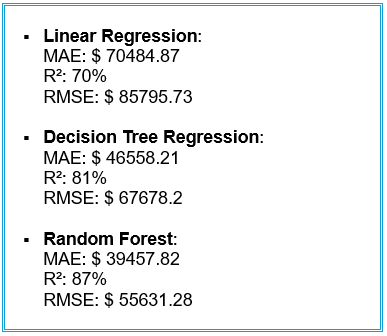 ▪ Linear Regression:
MAE: $ 70484.87
R²: 70%
RMSE: $ 85795.73
▪ Decision Tree Regression:
MAE: $ 46558.21
R²: 81%
RMSE: $ 67678.2
▪ Random Forest:
MAE: $ 39457.82
R²: 87%
RMSE: $ 55631.28